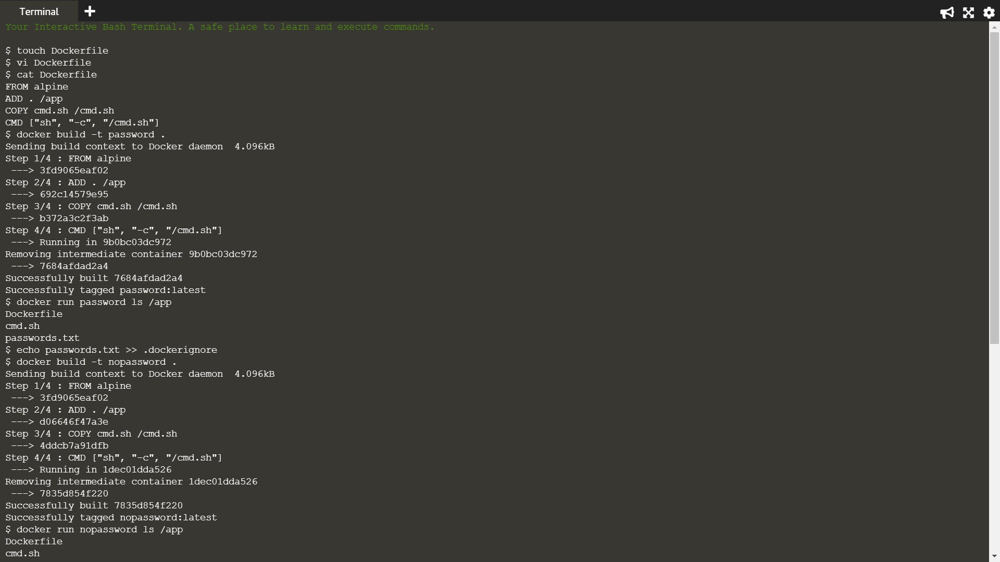 Terminal
Your Interactive Bash Terminal. A safe place to learn and execute commands.
$ touch Dockerfile
$ vi Dockerfile
$ cat Dockerfile
FROM alpine
ADD . /app
COPY cmd.sh /cmd.sh
CMD ["sh", "-c", "/cmd.sh"]
$ docker build -t password .
Sending build context to Docker daemon  4.096kB
Step 1/4 : FROM alpine
 ---> 3fd9065eaf02
Step 2/4 : ADD . /app
 ---> 692c14579e95
Step 3/4 : COPY cmd.sh /cmd.sh
 ---> b372a3c2f3ab
Step 4/4 : CMD ["sh", "-c", "/cmd.sh"]
 ---> Running in 9b0bc03dc972
Removing intermediate container 9b0bc03dc972
 ---> 7684afdad2a4
Successfully built 7684afdad2a4
Successfully tagged password:latest
$ docker run password ls /app
Dockerfile
cmd.sh
passwords.txt
$ echo passwords.txt >> .dockerignore
$ docker build -t nopassword .
Sending build context to Docker daemon  4.096kB
Step 1/4 : FROM alpine
 ---> 3fd9065eaf02
Step 2/4 : ADD . /app
 ---> d06646f47a3e
Step 3/4 : COPY cmd.sh /cmd.sh
 ---> 4ddcb7a91dfb
Step 4/4 : CMD ["sh", "-c", "/cmd.sh"]
 ---> Running in 1dec01dda526
Removing intermediate container 1dec01dda526
 ---> 7835d854f220
Successfully built 7835d854f220
Successfully tagged nopassword:latest
$ docker run nopassword ls /app
Dockerfile
cmd.sh